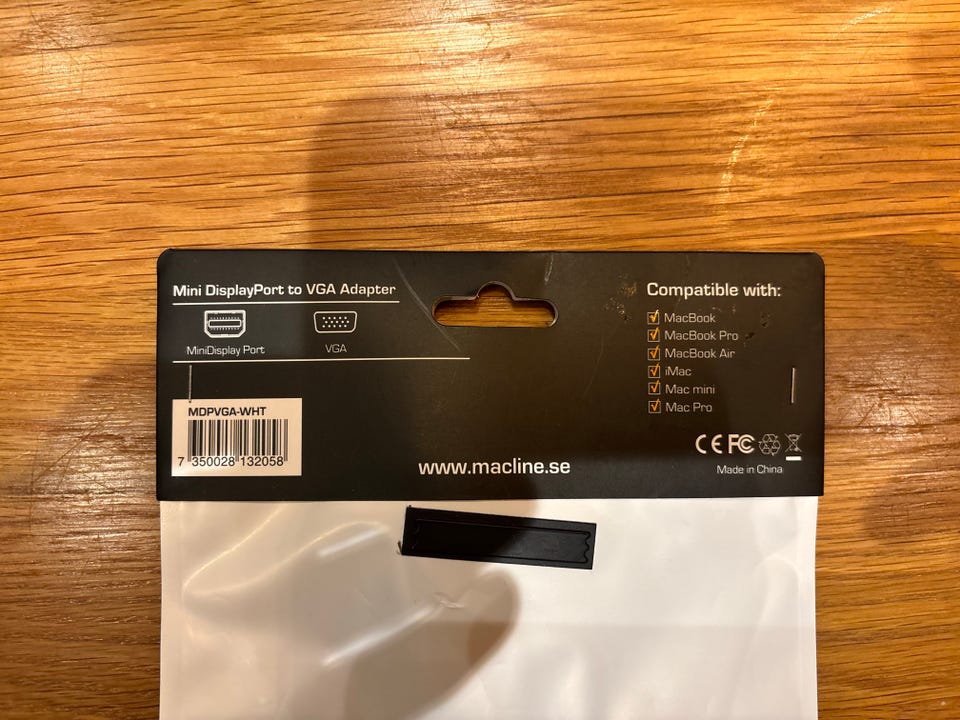 Mini DisplayPort to VGA Adapter
MiniDisplay Port
VGA
MDPVGA-WHT
7 350028 132058
www.macline.se
Compatible with:
MacBook
MacBook Pro
MacBook Air
iMac
Mac mini
Mac Pro
CE FC
Made in China